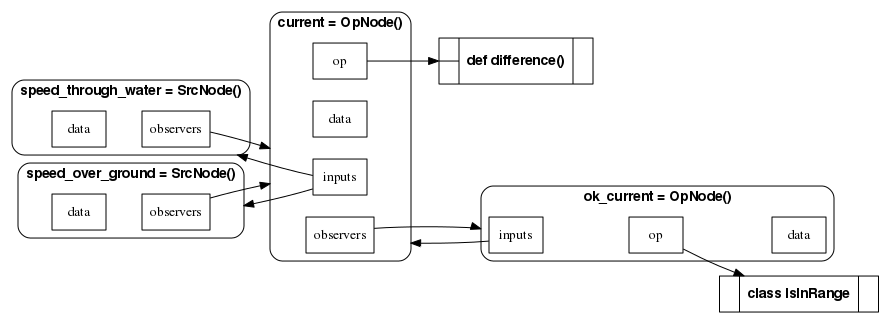 current = OpNode()
op
def difference()
speed_through_water = SrcNode()
data
observers
data
inputs
speed_over_ground = SrcNode()
data
observers
observers
ok_current = OpNode()
inputs
op
data
class IsInRange